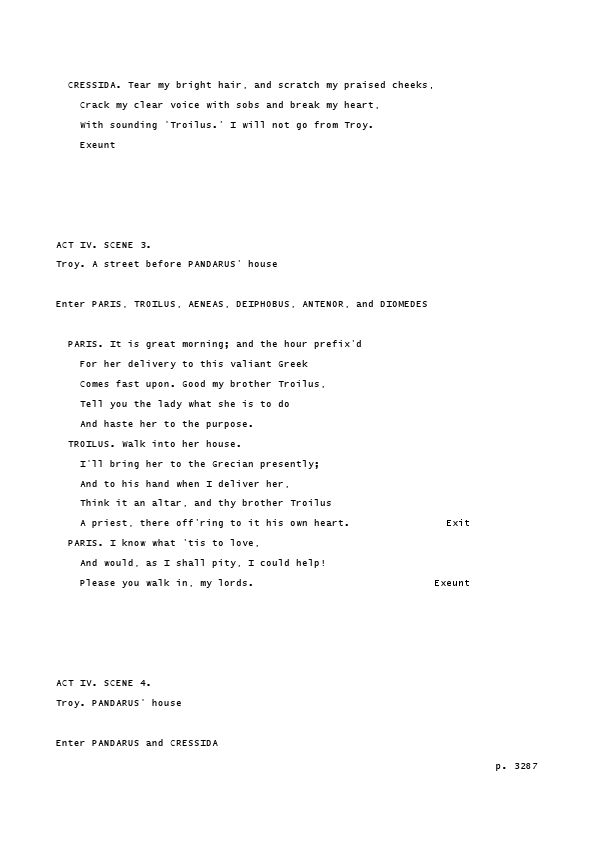 CRESSIDA. Tear my bright hair, and scratch my praised cheeks,
Crack my clear voice with sobs and break my heart,
With sounding 'Troilus.' I will not go from Troy.
Exeunt
ACT IV. SCENE 3.
Troy. A street before PANDARUS' house
Enter PARIS, TROILUS, AENEAS, DEIPHOBUS, ANTENOR, and DIOMEDES
PARIS. It is great morning; and the hour prefix'd
For her delivery to this valiant Greek
Comes fast upon. Good my brother Troilus,
Tell you the lady what she is to do
And haste her to the purpose.
TROILUS. Walk into her house.
I'll bring her to the Grecian presently;
And to his hand when I deliver her,
Think it an altar, and thy brother Troilus
A priest, there off'ring to it his own heart. Exit
PARIS. I know what 'tis to love,
And would, as I shall pity, I could help!
Please you walk in, my lords. Exeunt
ACT IV. SCENE 4.
Troy. PANDARUS' house
Enter PANDARUS and CRESSIDA
p. 3287